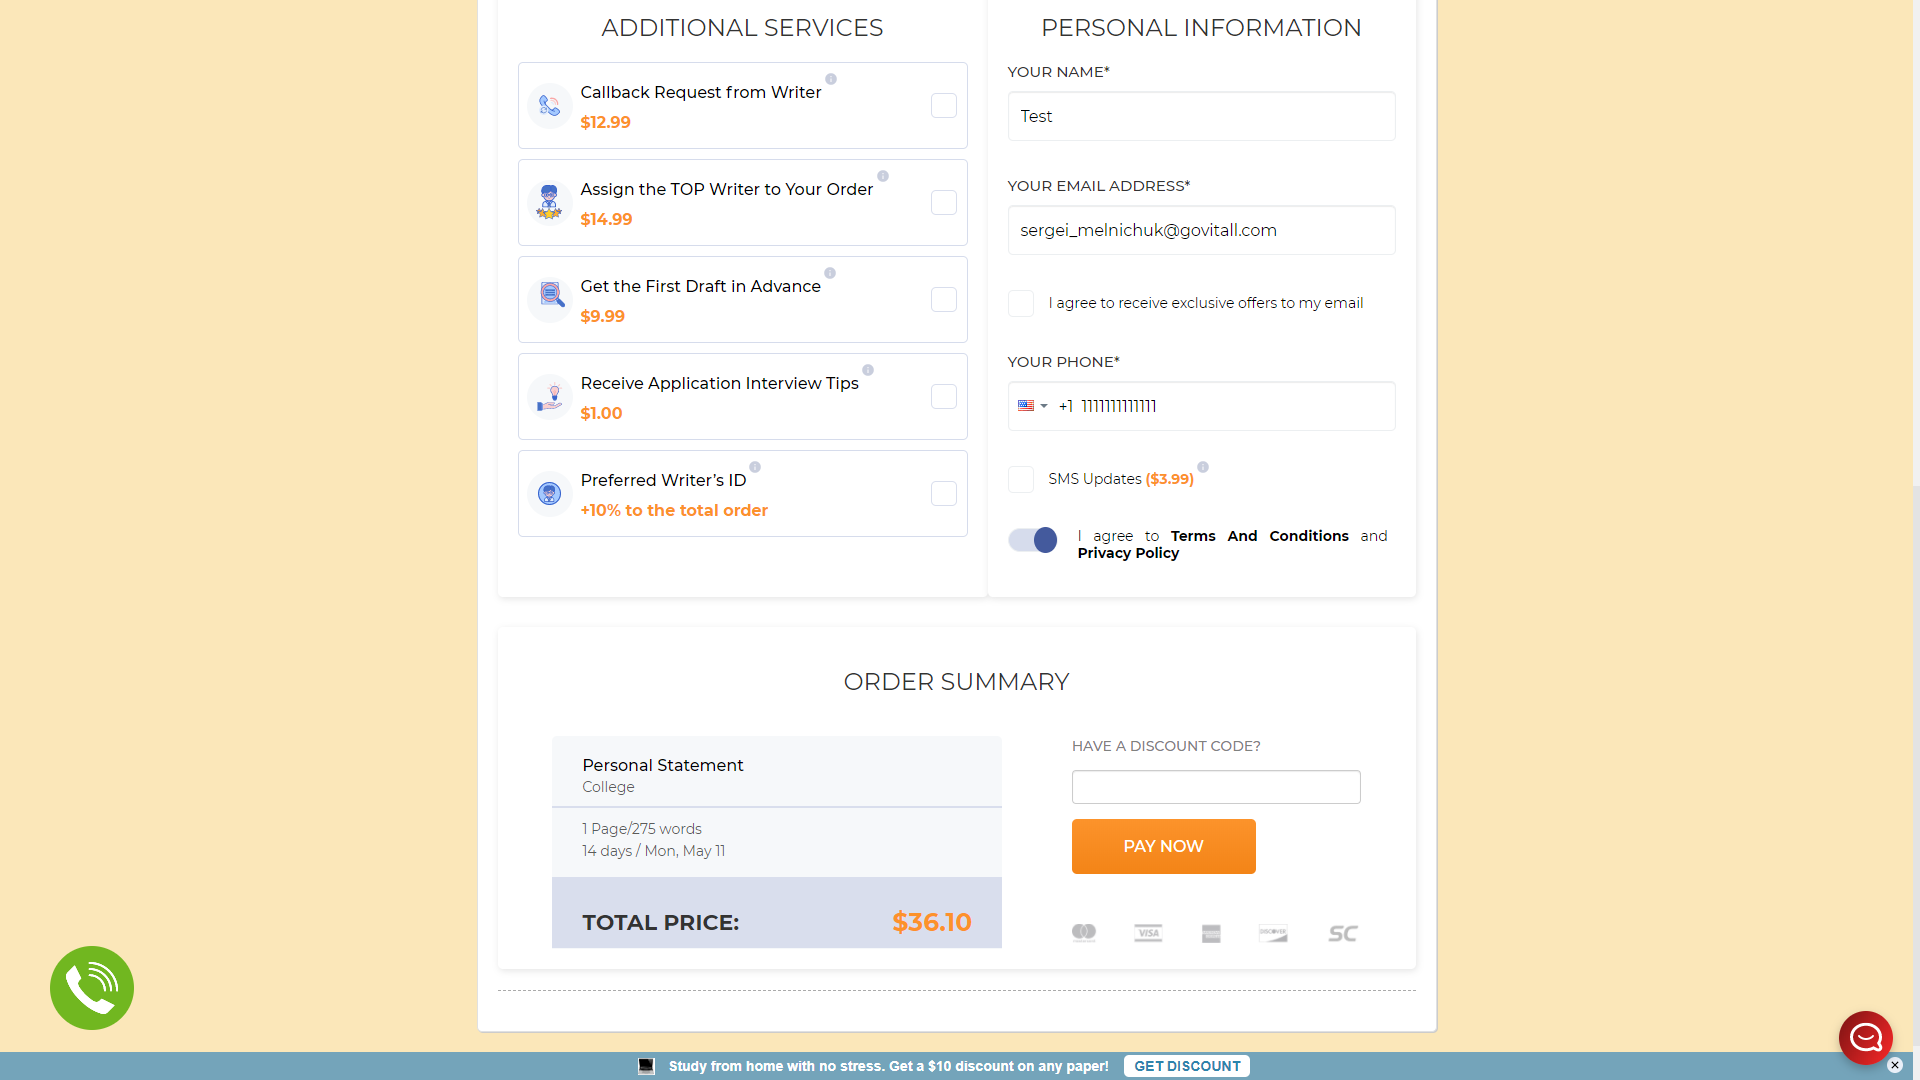 ADDITIONAL SERVICES
Callback Request from Writer
$12.99
Assign the TOP Writer to Your Order
$14.99
Get the First Draft in Advance
$9.99
Receive Application Interview Tips
$1.00
Preferred Writer's ID
+10% to the total order
PERSONAL INFORMATION
YOUR NAME*
Test
YOUR EMAIL ADDRESS*
sergei_melnichuk@govitall.com
I agree to receive exclusive offers to my email
YOUR PHONE*
+1 1111111111111
SMS Updates ($3.99)
I agree to Terms And Conditions and
Privacy Policy
ORDER SUMMARY
Personal Statement
College
1 Page/275 words
14 days / Mon, May 11
TOTAL PRICE: $36.10
HAVE A DISCOUNT CODE?
PAY NOW
VISA
DISCOVER
SC
Study from home with no stress. Get a $10 discount on any paper!
GET DISCOUNT